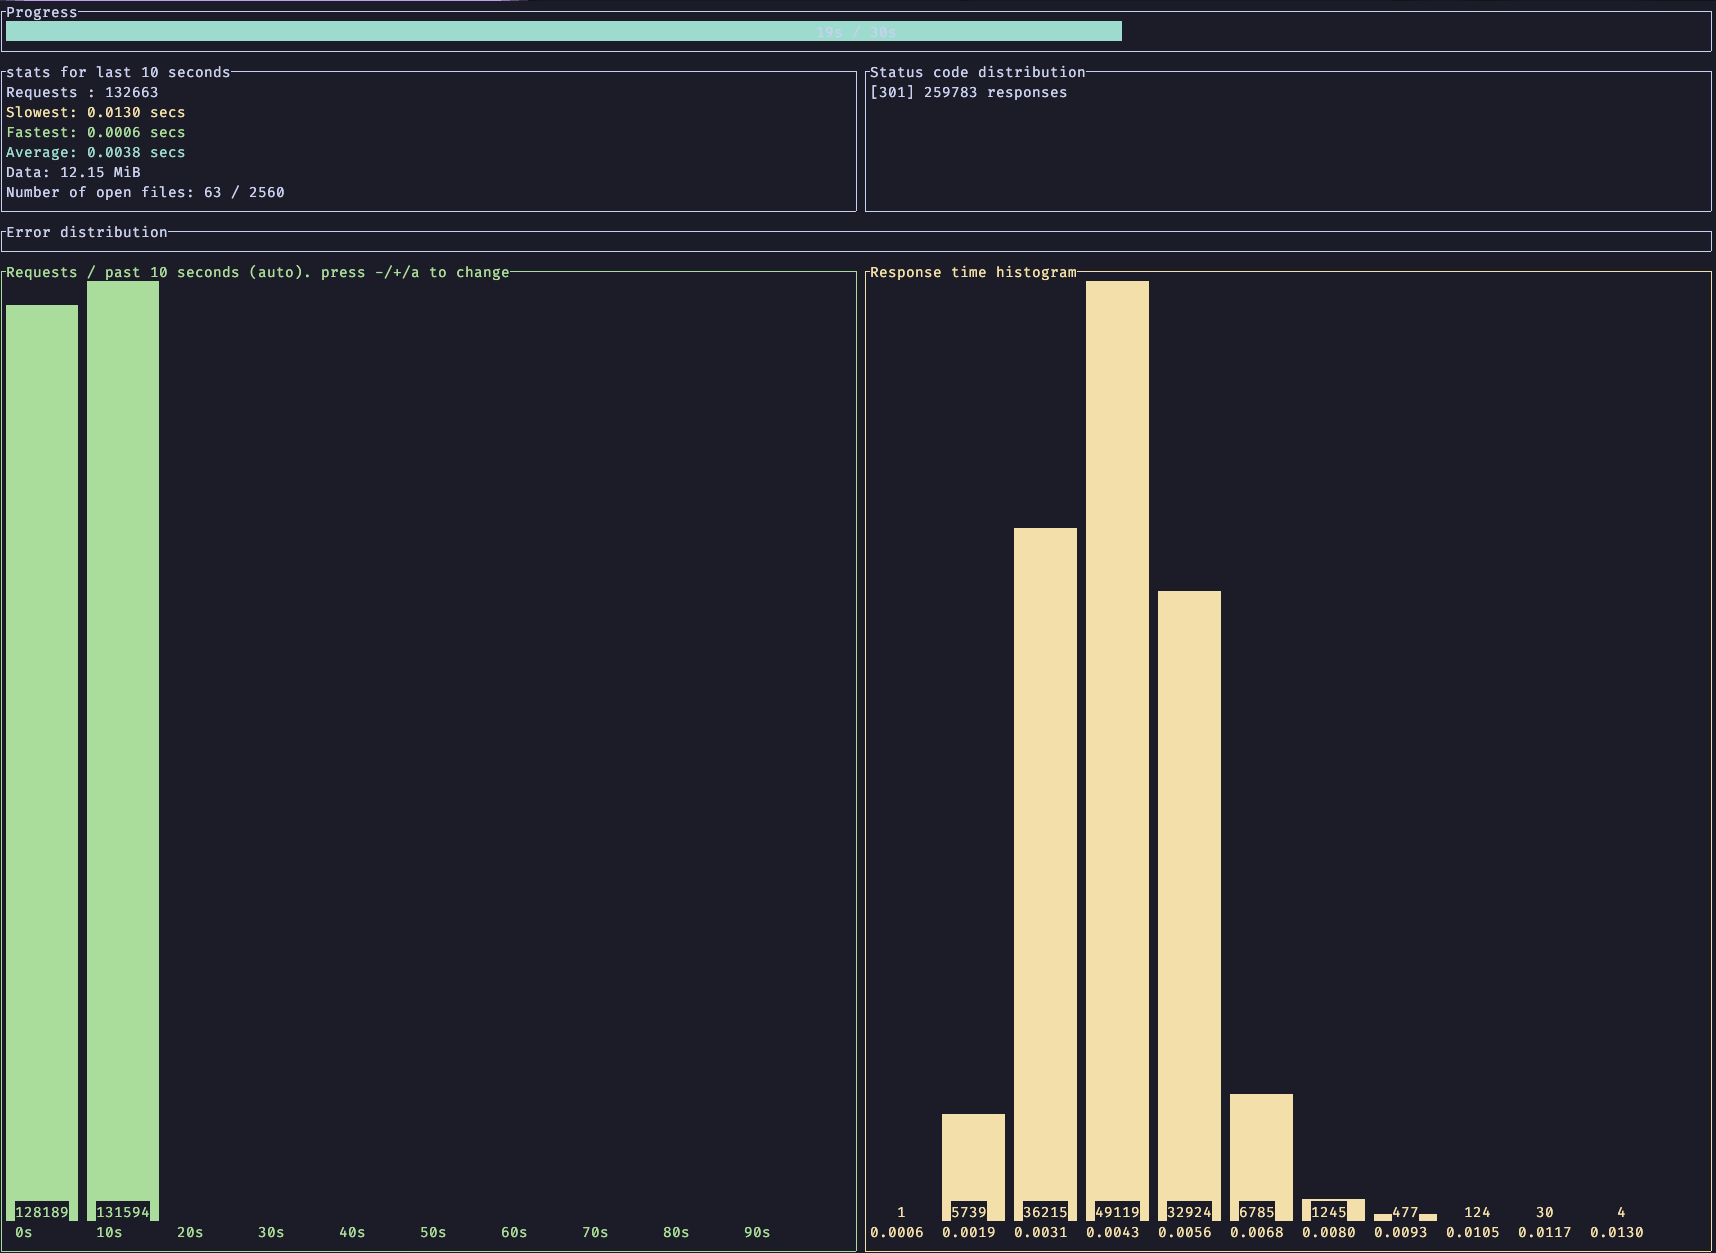 Progress
19s / 30s
stats for last 10 seconds
Requests : 132663
Slowest: 0.0130 secs
Fastest: 0.0006 secs
Average: 0.0038 secs
Data: 12.15 MiB
Number of open files: 63 / 2560
Status code distribution
[301] 259783 responses
Error distribution
Requests / past 10 seconds (auto). press -/+/a to change
128189 131594
0s 10s 20s 30s 40s 50s 60s 70s 80s 90s
Response time histogram
1 5739 36215 49119 32924 6785 1245 477 124 30 4
0.0006 0.0019 0.0031 0.0043 0.0056 0.0068 0.0080 0.0093 0.0105 0.0117 0.0130